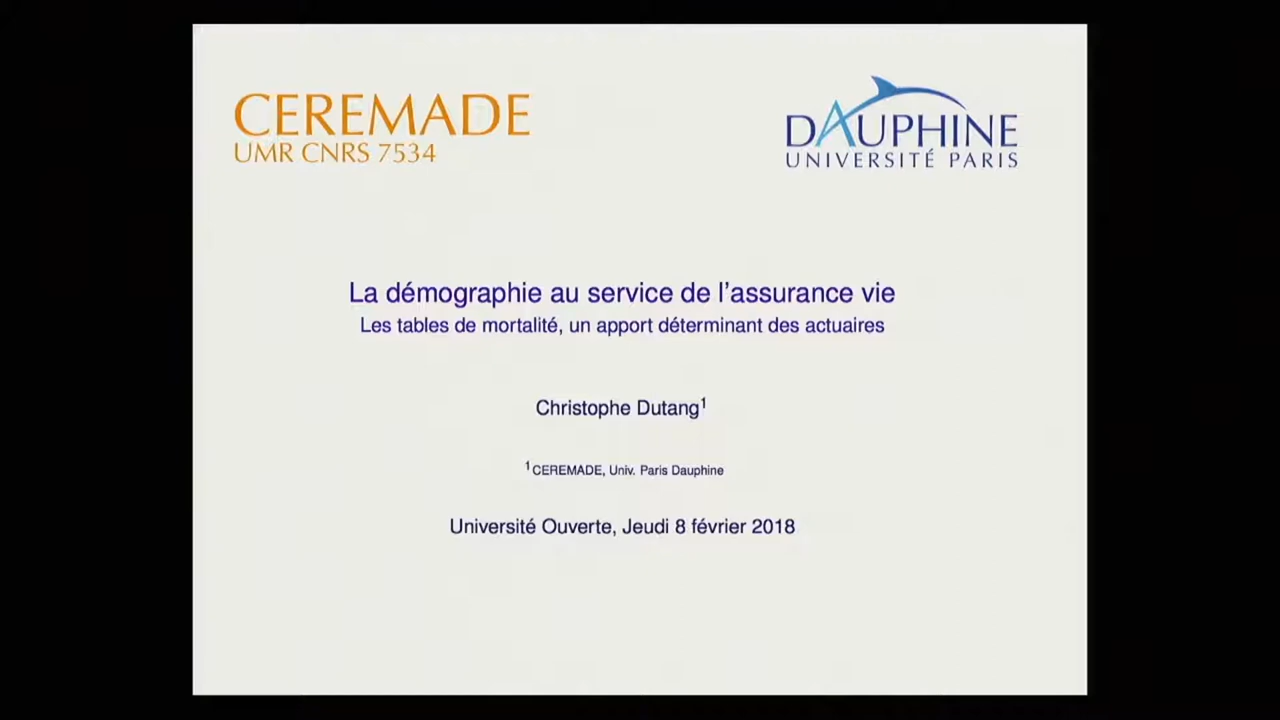 CEREMADE
UMR CNRS 7534
DAUPHINE
UNIVERSITÉ PARIS
La démographie au service de l'assurance vie
Les tables de mortalité, un apport déterminant des actuaires
Christophe Dutang¹
¹CEREMADE, Univ. Paris Dauphine
Université Ouverte, Jeudi 8 février 2018